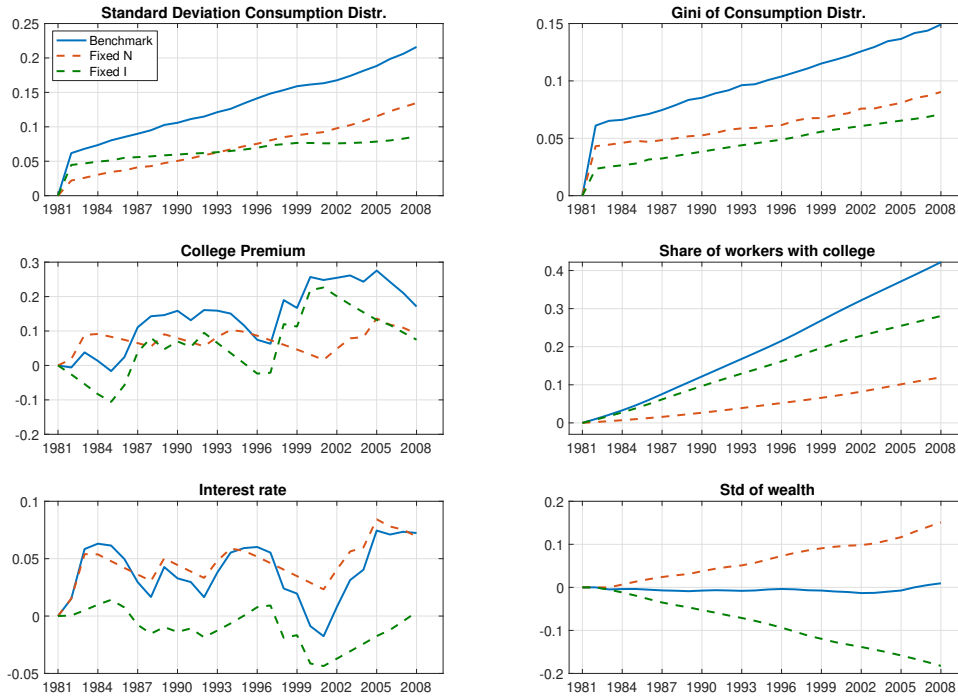 Standard Deviation Consumption Distr.
0.25
0.2
0.15
0.1
0.05
0
1981 1984 1987 1990 1993 1996 1999 2002 2005 2008
Benchmark
Fixed N
Fixed I
Gini of Consumption Distr.
0.15
0.1
0.05
0
1981 1984 1987 1990 1993 1996 1999 2002 2005 2008
College Premium
0.3
0.2
0.1
0
-0.1
-0.2
1981 1984 1987 1990 1993 1996 1999 2002 2005 2008
Share of workers with college
0.4
0.3
0.2
0.1
0
1981 1984 1987 1990 1993 1996 1999 2002 2005 2008
Interest rate
0.1
0.05
0
-0.05
1981 1984 1987 1990 1993 1996 1999 2002 2005 2008
Std of wealth
0.2
0.1
0
-0.1
-0.2
1981 1984 1987 1990 1993 1996 1999 2002 2005 2008